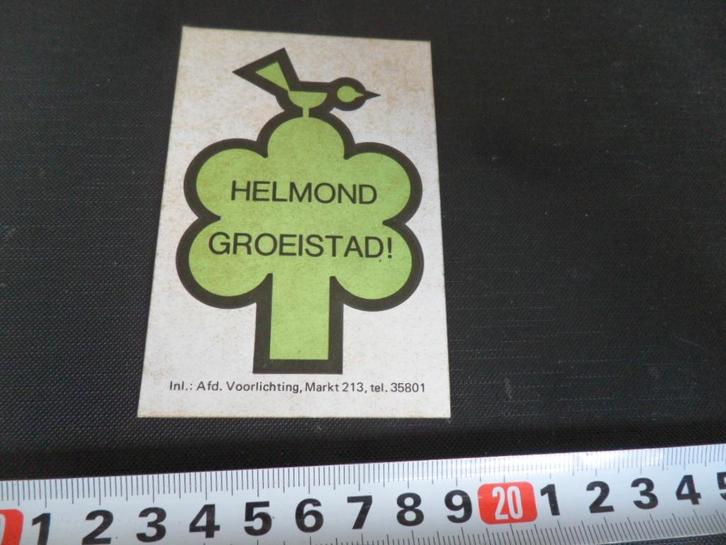 HELMOND
GROEISTAD!
Inl.: Afd. Voorlichting, Markt 213, tel. 35801
1 2 3 4 5 6 7 8 9 20 1 2 3 4